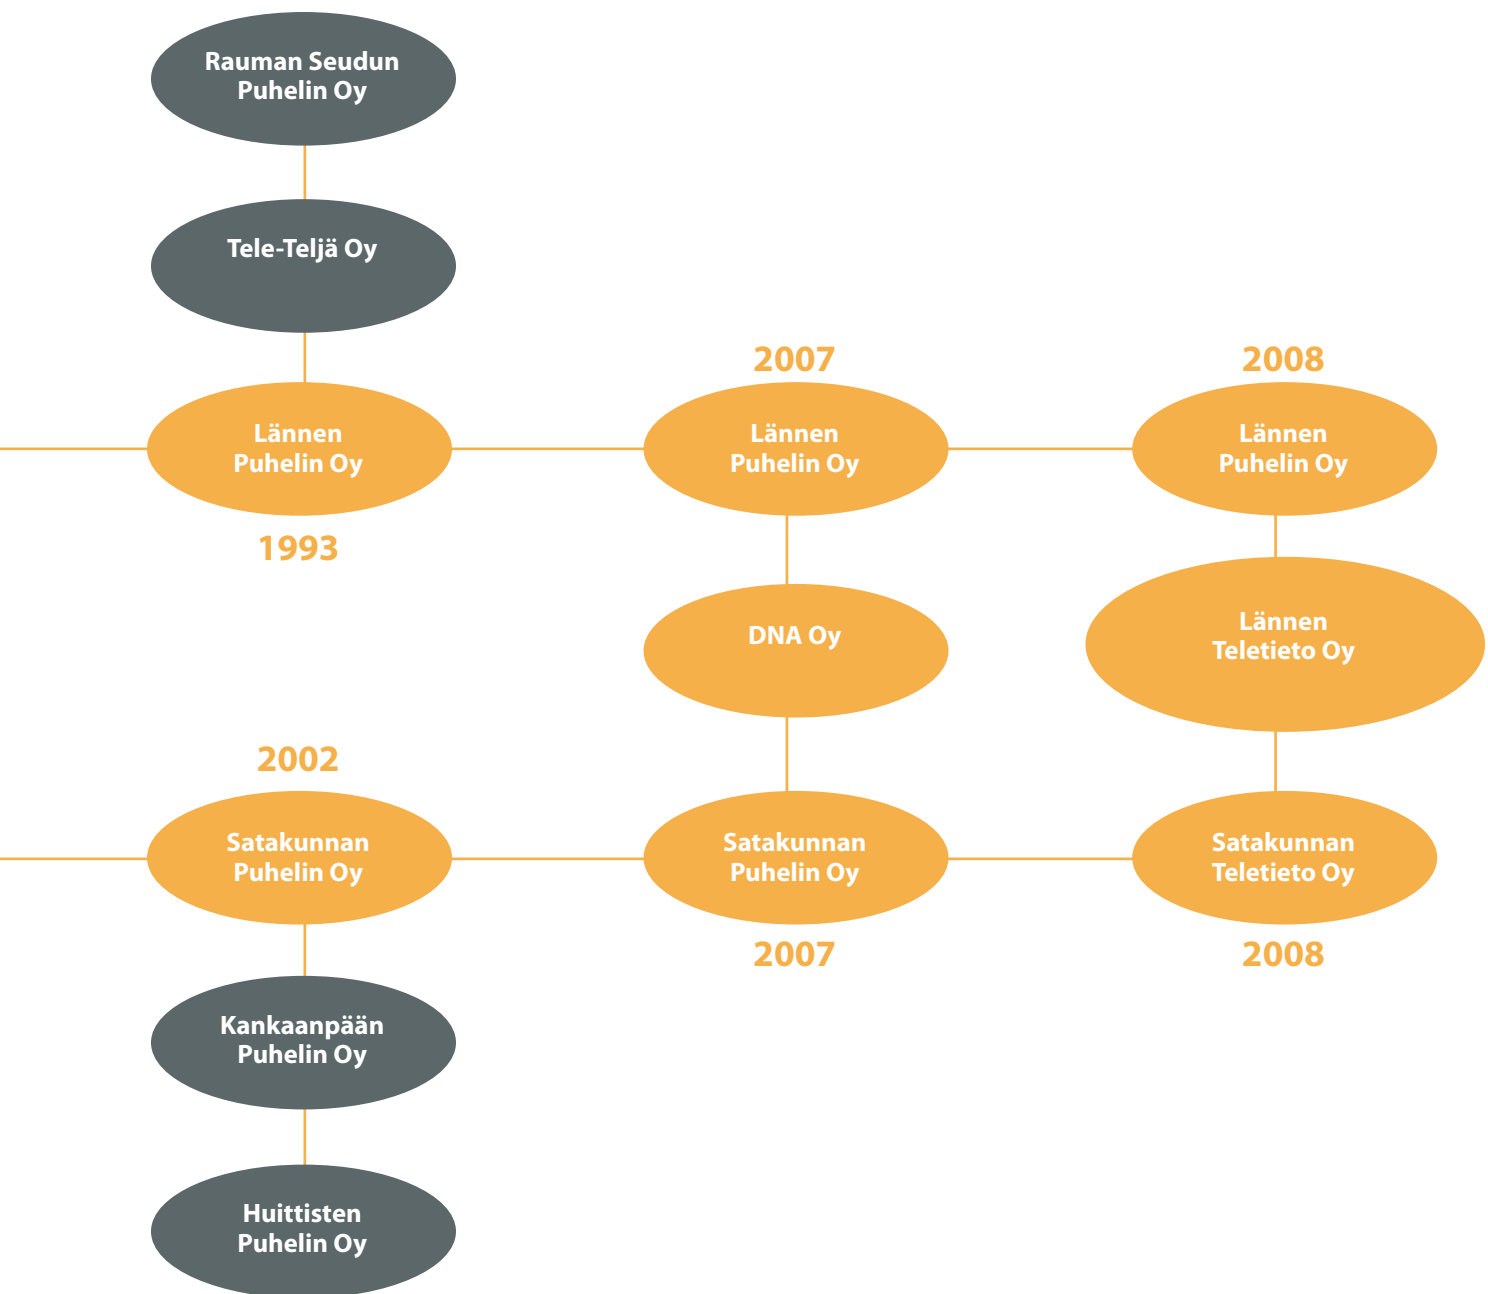 Rauman Seudun
Puhelin Oy
Tele-Teljä Oy
2007
2008
Lännen
Puhelin Oy
Lännen
Puhelin Oy
Lännen
Puhelin Oy
1993
DNA Oy
Lännen
Teletieto Oy
2002
Satakunnan
Puhelin Oy
Satakunnan
Puhelin Oy
Satakunnan
Teletieto Oy
2007
2008
Kankaanpään
Puhelin Oy
Huittisten
Puhelin Oy